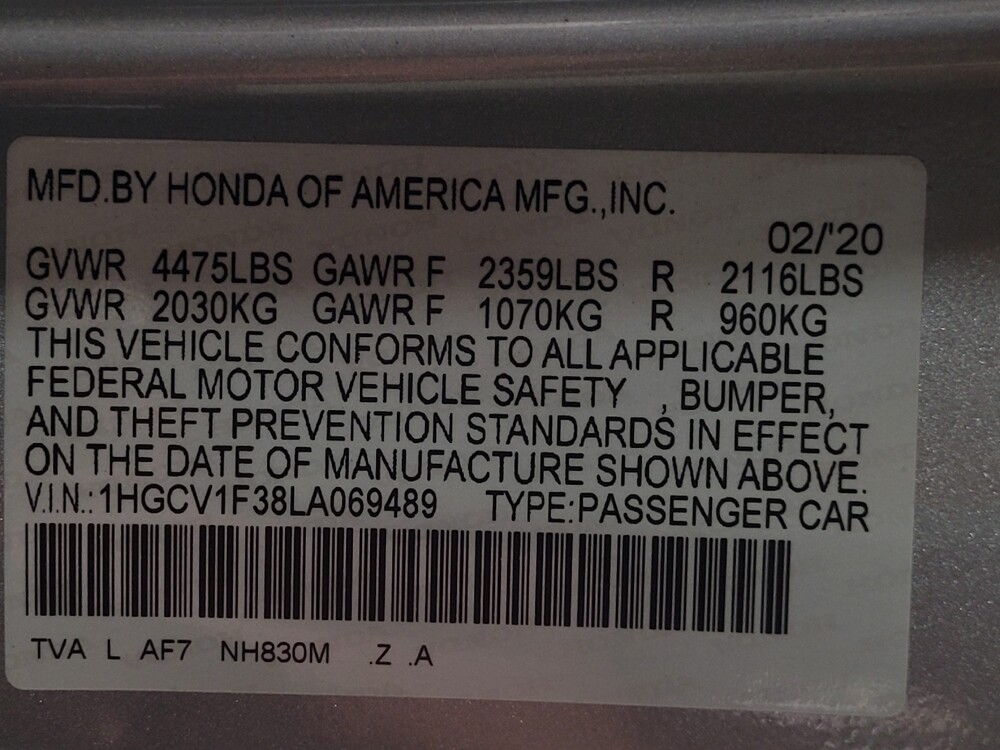 MFD.BY HONDA OF AMERICA MFG.,INC.
02/'20
GVWR 4475LBS GAWR F 2359LBS R 2116LBS
GVWR 2030KG GAWR F 1070KG R 960KG
THIS VEHICLE CONFORMS TO ALL APPLICABLE
FEDERAL MOTOR VEHICLE SAFETY , BUMPER,
AND THEFT PREVENTION STANDARDS IN EFFECT
ON THE DATE OF MANUFACTURE SHOWN ABOVE.
V.I.N.: 1HGCV1F38LA069489 TYPE:PASSENGER CAR
TVA L AF7 NH830M .Z .A